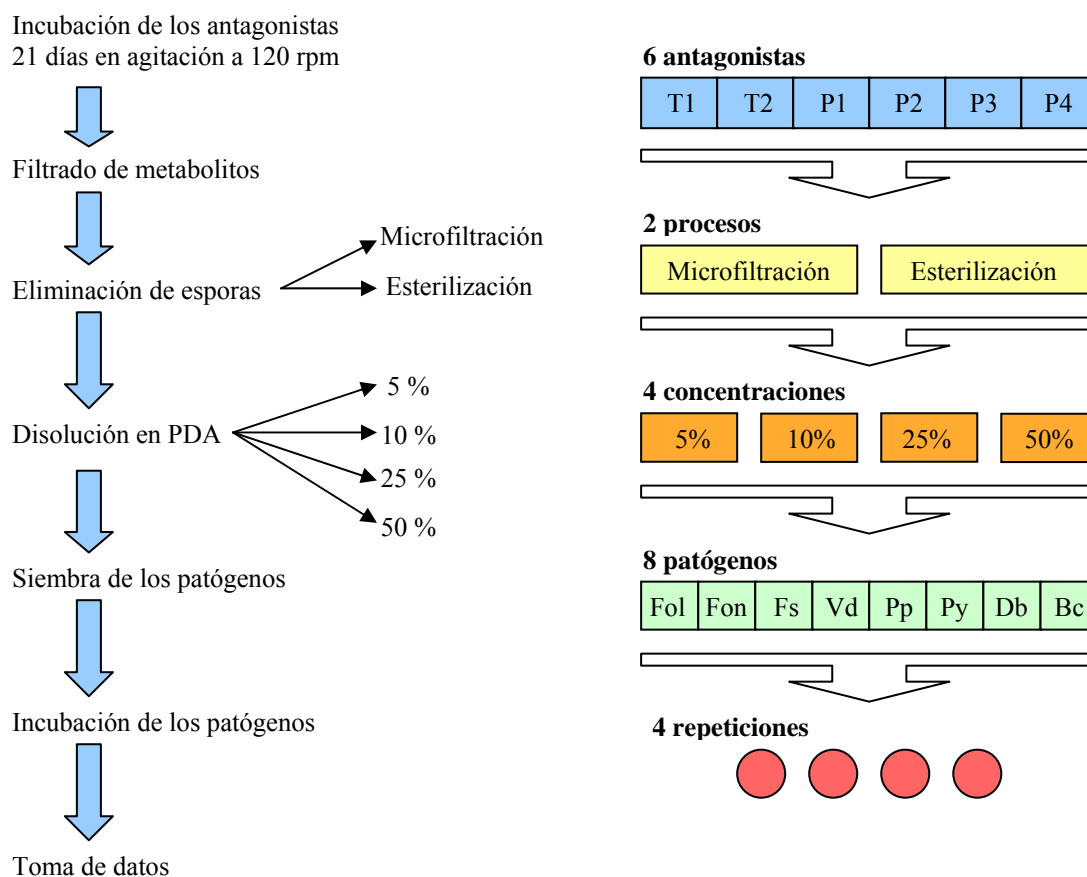 Incubación de los antagonistas
21 días en agitación a 120 rpm
Filtrado de metabolitos
Eliminación de esporas
Microfiltración
Esterilización
Disolución en PDA
5 %
10 %
25 %
50 %
Siembra de los patógenos
Incubación de los patógenos
Toma de datos
6 antagonistas
T1 T2 P1 P2 P3 P4
2 procesos
Microfiltración Esterilización
4 concentraciones
5% 10% 25% 50%
8 patógenos
Fol Fon Fs Vd Pp Py Db Bc
4 repeticiones